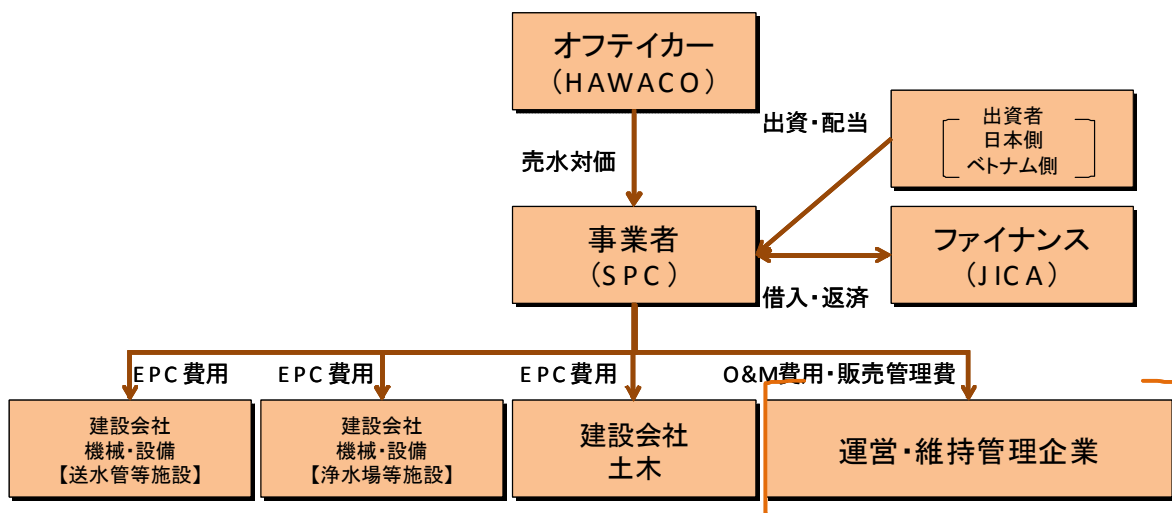 オフテイカー
(HAWACO)
出資・配当
出資者
日本側
ベトナム側
売水対価
事業者
(SPC)
ファイナンス
(JICA)
借入・返済
EPC費用
EPC費用
EPC費用
O&M費用・販売管理費
建設会社
機械・設備
【送水管等施設】
建設会社
機械・設備
【浄水場等施設】
建設会社
土木
運営・維持管理企業